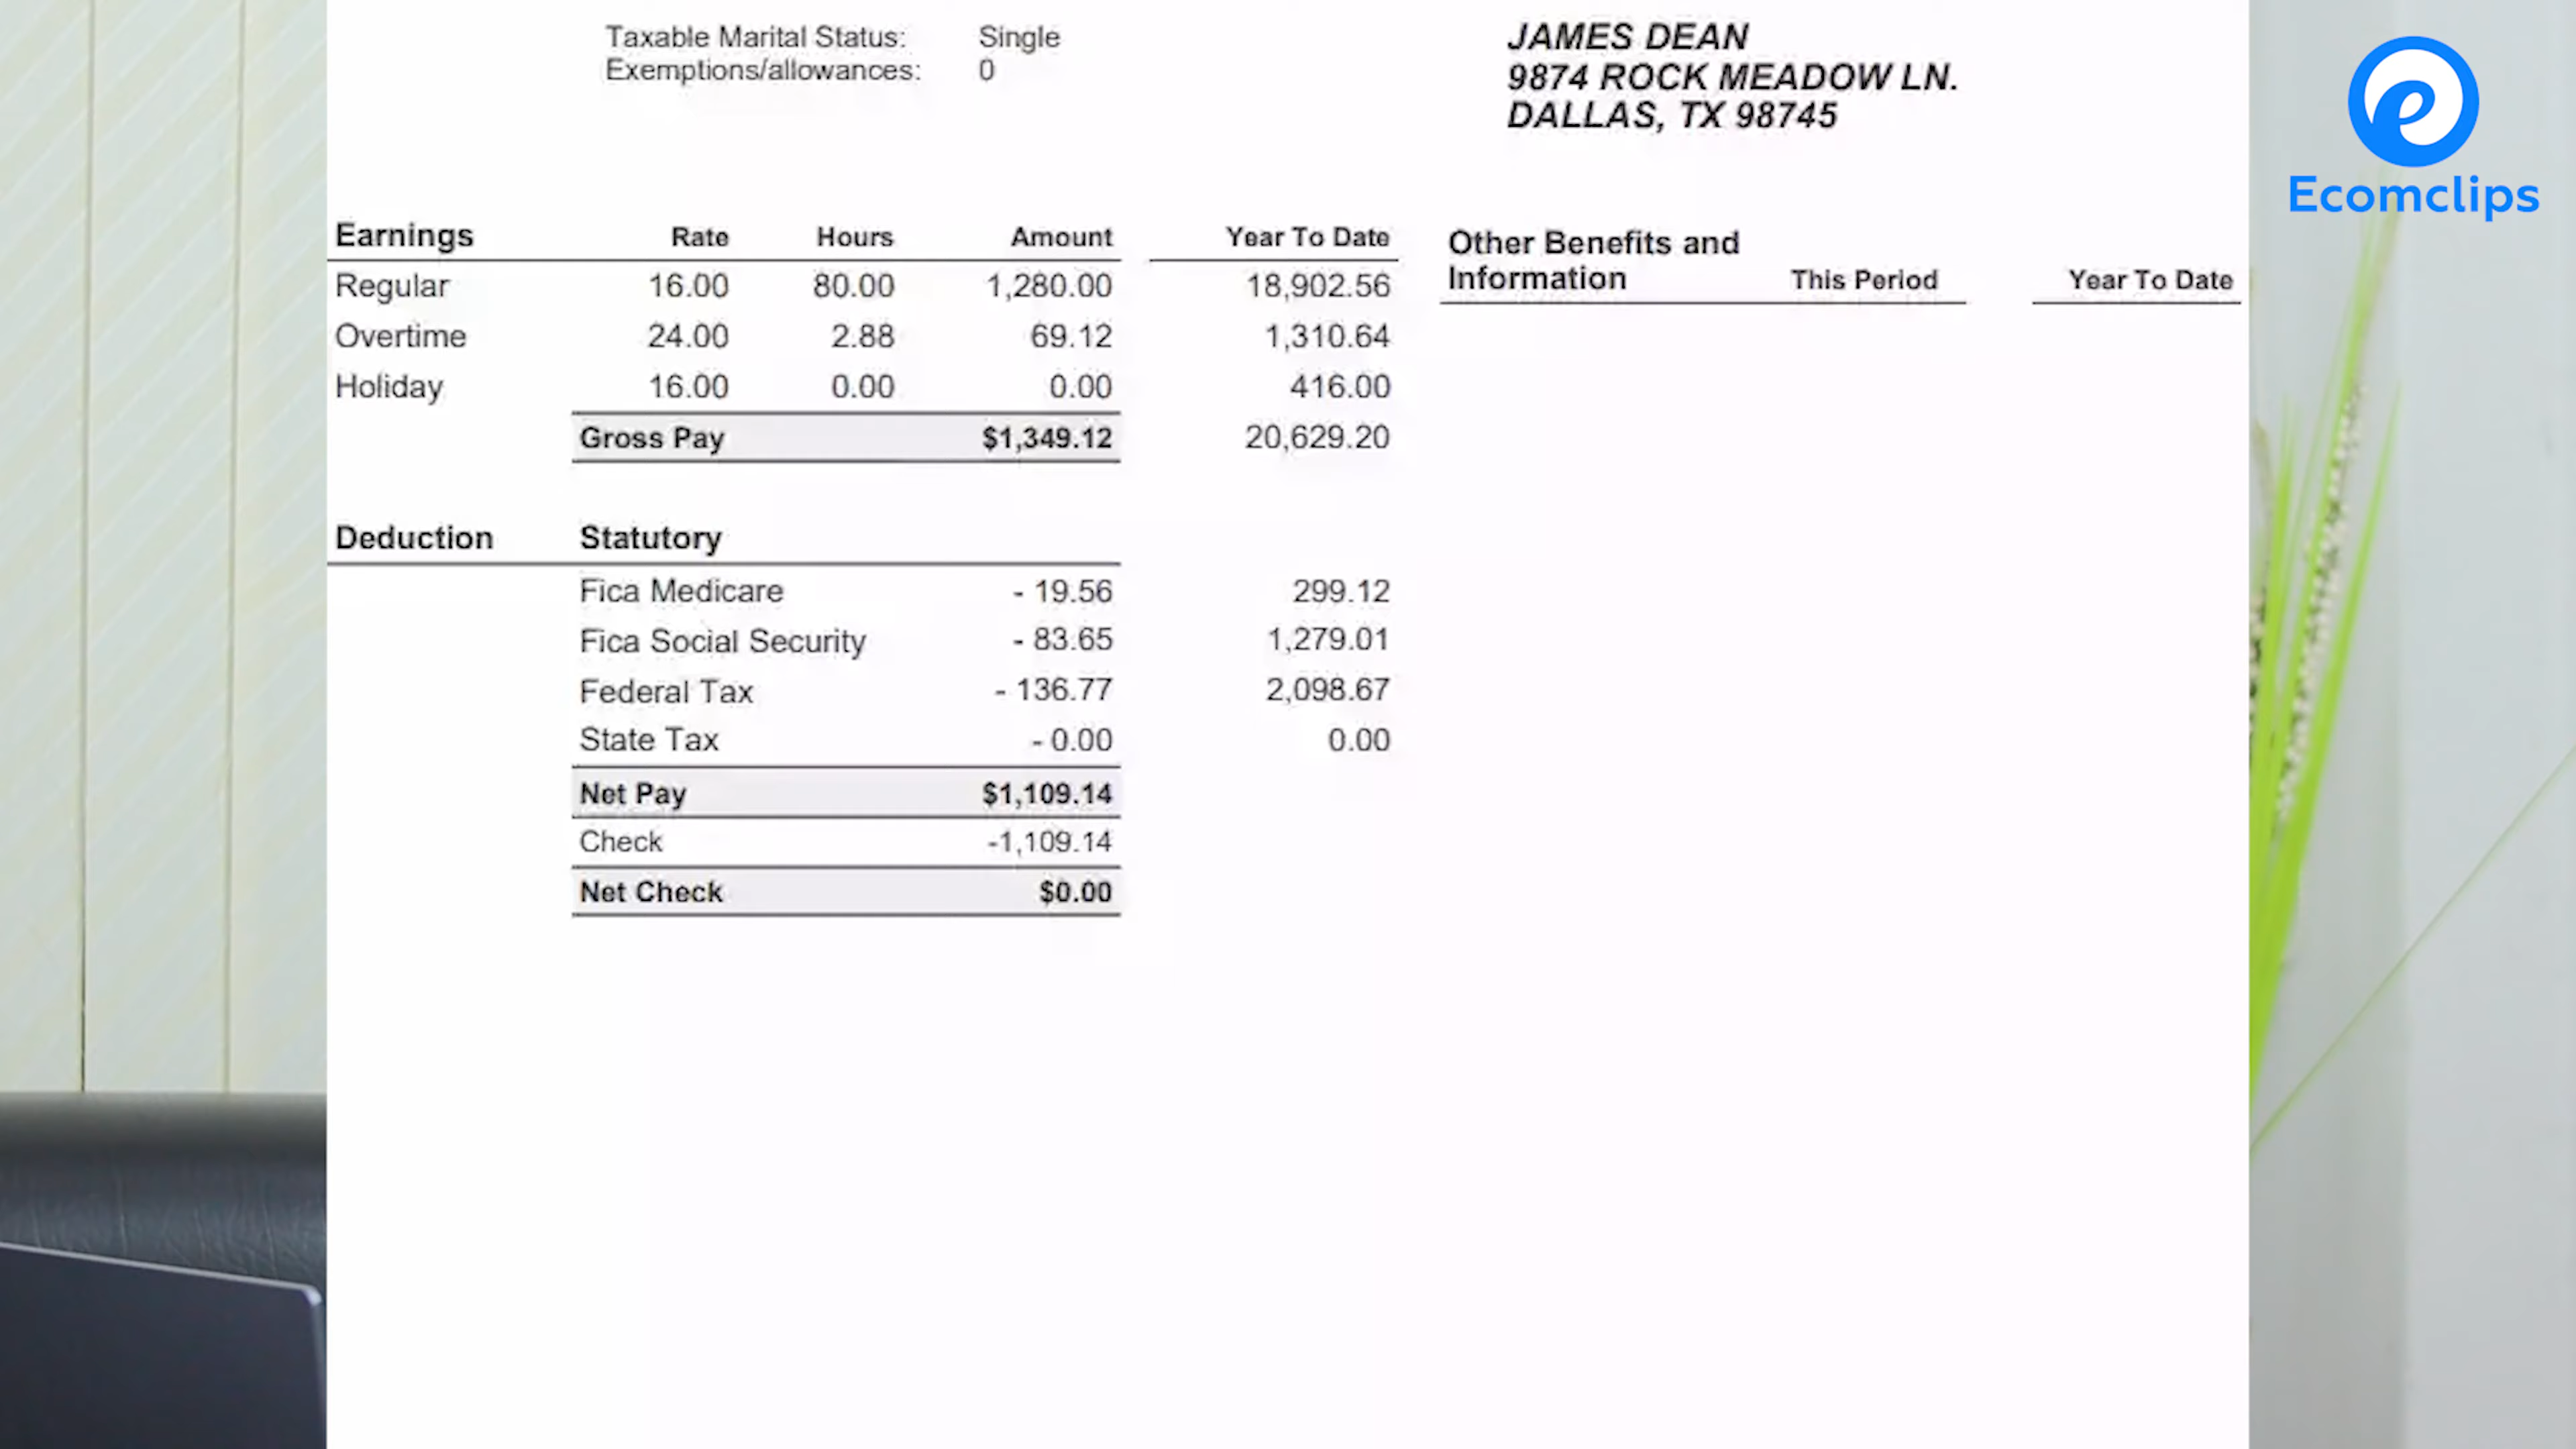 Taxable Marital Status: Single
Exemptions/allowances: 0
JAMES DEAN
9874 ROCK MEADOW LN.
DALLAS, TX 98745
Ecomclips
Earnings Rate Hours Amount Year To Date
Regular 16.00 80.00 1,280.00 18,902.56
Overtime 24.00 2.88 69.12 1,310.64
Holiday 16.00 0.00 0.00 416.00
Gross Pay $1,349.12 20,629.20
Other Benefits and
Information This Period Year To Date
Deduction Statutory
Fica Medicare - 19.56 299.12
Fica Social Security - 83.65 1,279.01
Federal Tax - 136.77 2,098.67
State Tax - 0.00 0.00
Net Pay $1,109.14
Check -1,109.14
Net Check $0.00